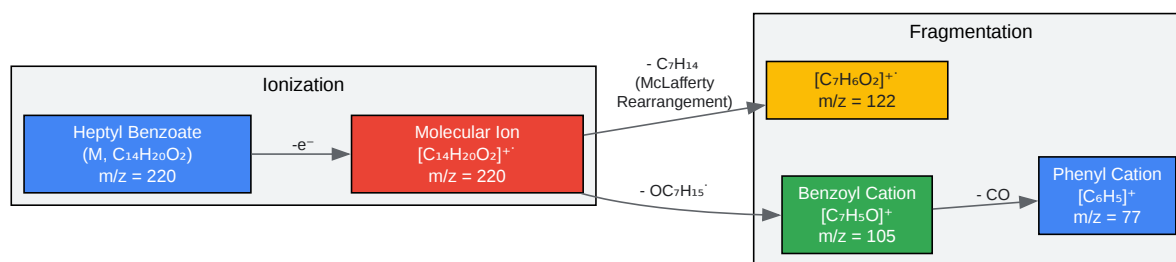 Ionization
Heptyl Benzoate
(M, C₁₄H₂₀O₂)
m/z = 220
-e⁻
Molecular Ion
[C₁₄H₂₀O₂]⁺˙
m/z = 220
- C₇H₁₄
(McLafferty
Rearrangement)
- OC₇H₁₅˙
Fragmentation
[C₇H₆O₂]⁺˙
m/z = 122
Benzoyl Cation
[C₇H₅O]⁺
m/z = 105
- CO
Phenyl Cation
[C₆H₅]⁺
m/z = 77